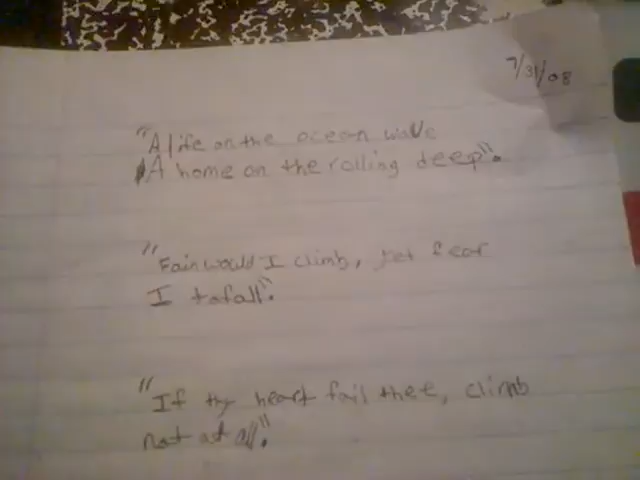 7/31/08
"A life on the ocean wave
A home on the rolling deep".
"Fain would I climb, yet fear
I to fall".
"If thy heart fail thee, climb
not at all".